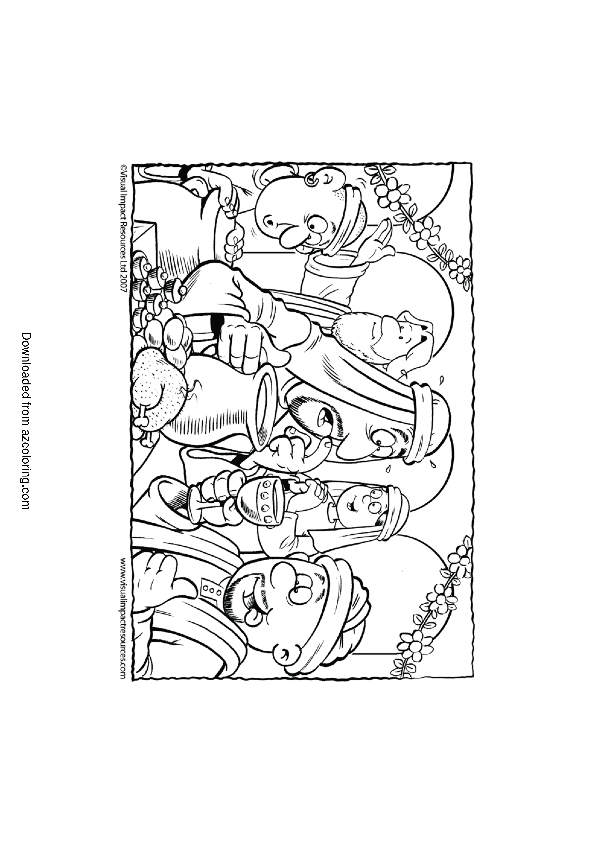 ©Visual Impact Resources Ltd 2007
www.visualimpactresources.com
Downloaded from azcoloring.com